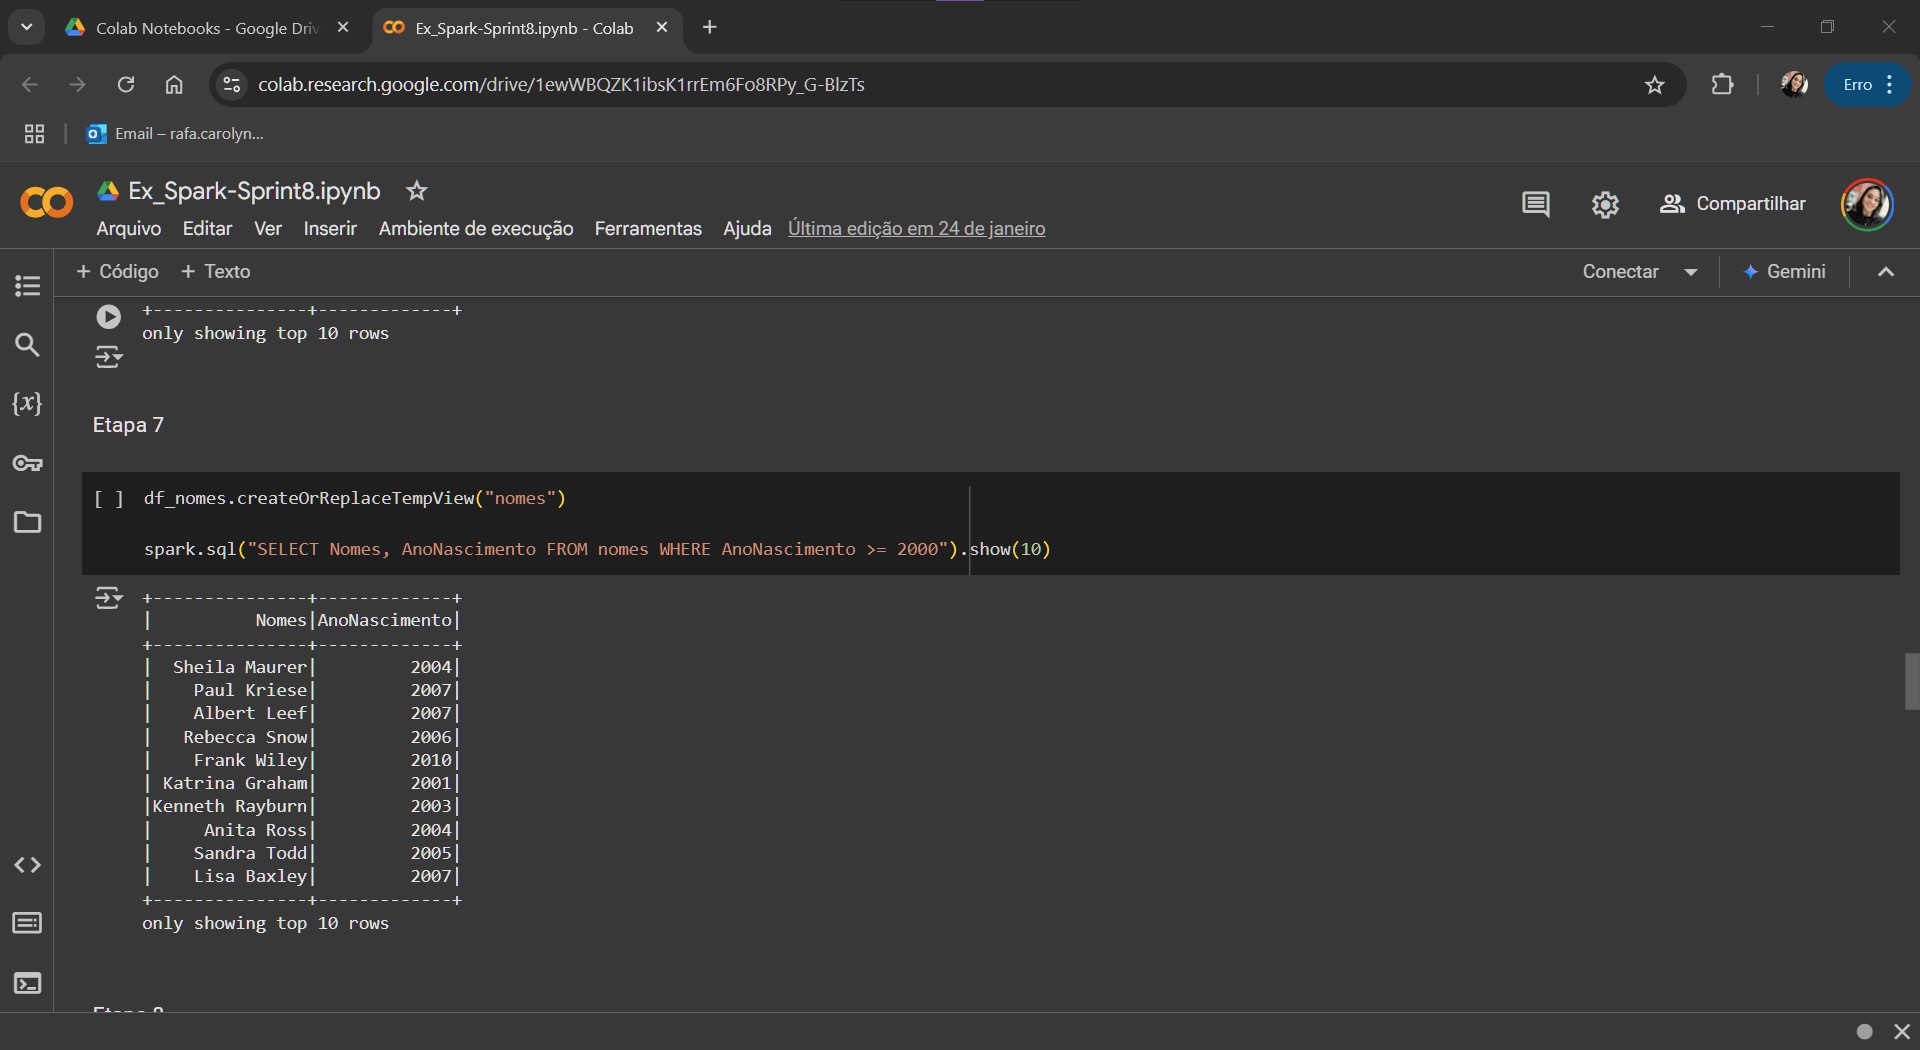 Colab Notebooks - Google Driv
Ex_Spark-Sprint8.ipynb - Colab
colab.research.google.com/drive/1ewWBQZK1ibsK1rrEm6Fo8RPy_G-BlzTs
Erro
Email – rafa.carolyn...
Ex_Spark-Sprint8.ipynb
Compartilhar
Arquivo Editar Ver Inserir Ambiente de execução Ferramentas Ajuda Última edição em 24 de janeiro
+ Código + Texto
Conectar
Gemini
+---------------+-------------+
only showing top 10 rows
{x}
Etapa 7
[ ] df_nomes.createOrReplaceTempView("nomes")
spark.sql("SELECT Nomes, AnoNascimento FROM nomes WHERE AnoNascimento >= 2000").show(10)
+---------------+-------------+
|          Nomes|AnoNascimento|
+---------------+-------------+
|  Sheila Maurer|         2004|
|    Paul Kriese|         2007|
|    Albert Leef|         2007|
|   Rebecca Snow|         2006|
|    Frank Wiley|         2010|
| Katrina Graham|         2001|
|Kenneth Rayburn|         2003|
|     Anita Ross|         2004|
|    Sandra Todd|         2005|
|    Lisa Baxley|         2007|
+---------------+-------------+
only showing top 10 rows
Etapa 8